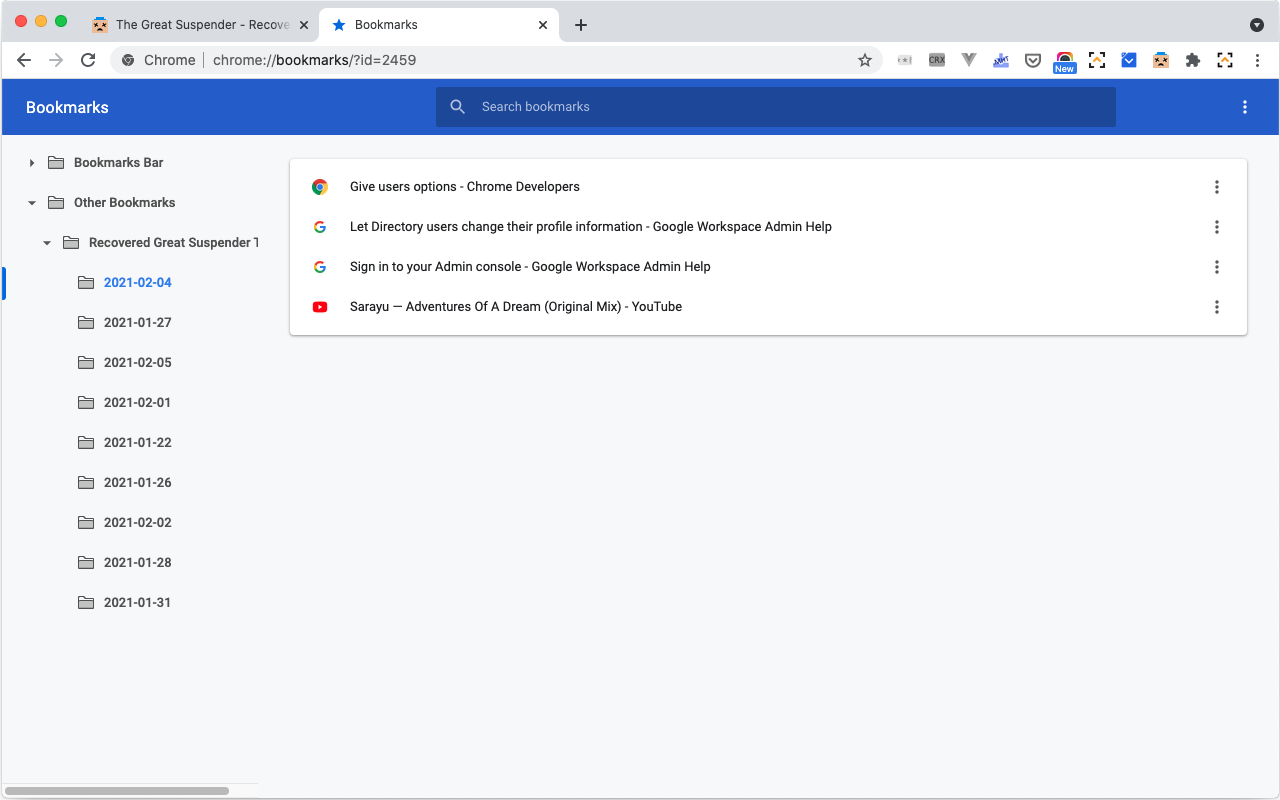 The Great Suspender - Recove
Bookmarks
Chrome
chrome://bookmarks/?id=2459
CRX
New
Bookmarks
Search bookmarks
Bookmarks Bar
Other Bookmarks
Recovered Great Suspender T
2021-02-04
2021-01-27
2021-02-05
2021-02-01
2021-01-22
2021-01-26
2021-02-02
2021-01-28
2021-01-31
Give users options - Chrome Developers
Let Directory users change their profile information - Google Workspace Admin Help
Sign in to your Admin console - Google Workspace Admin Help
Sarayu — Adventures Of A Dream (Original Mix) - YouTube